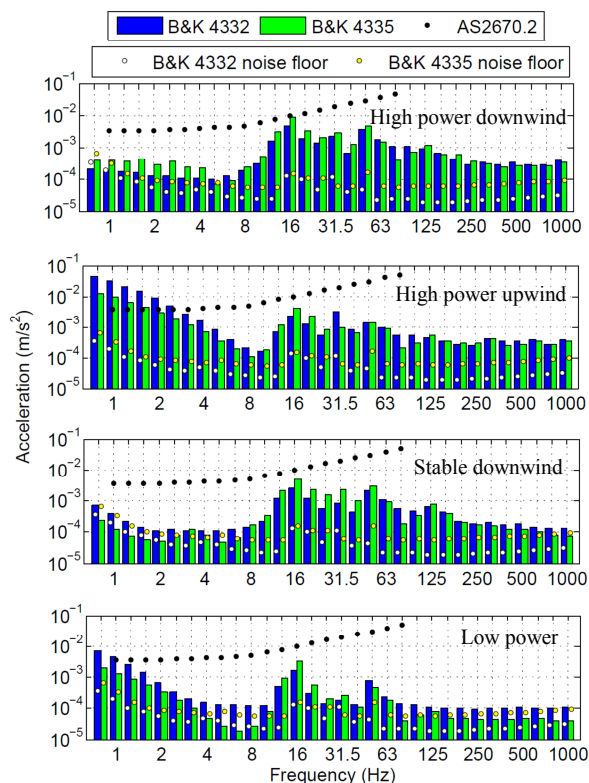 B&K 4332 B&K 4335 AS2670.2
B&K 4332 noise floor B&K 4335 noise floor
10⁻¹
10⁻²
10⁻³
10⁻⁴
10⁻⁵
High power downwind
1 2 4 8 16 31.5 63 125 250 500 1000
10⁻¹
10⁻²
10⁻³
10⁻⁴
10⁻⁵
High power upwind
1 2 4 8 16 31.5 63 125 250 500 1000
Acceleration (m/s²)
10⁻¹
10⁻²
10⁻³
10⁻⁴
10⁻⁵
Stable downwind
1 2 4 8 16 31.5 63 125 250 500 1000
10⁻¹
10⁻²
10⁻³
10⁻⁴
10⁻⁵
Low power
1 2 4 8 16 31.5 63 125 250 500 1000
Frequency (Hz)